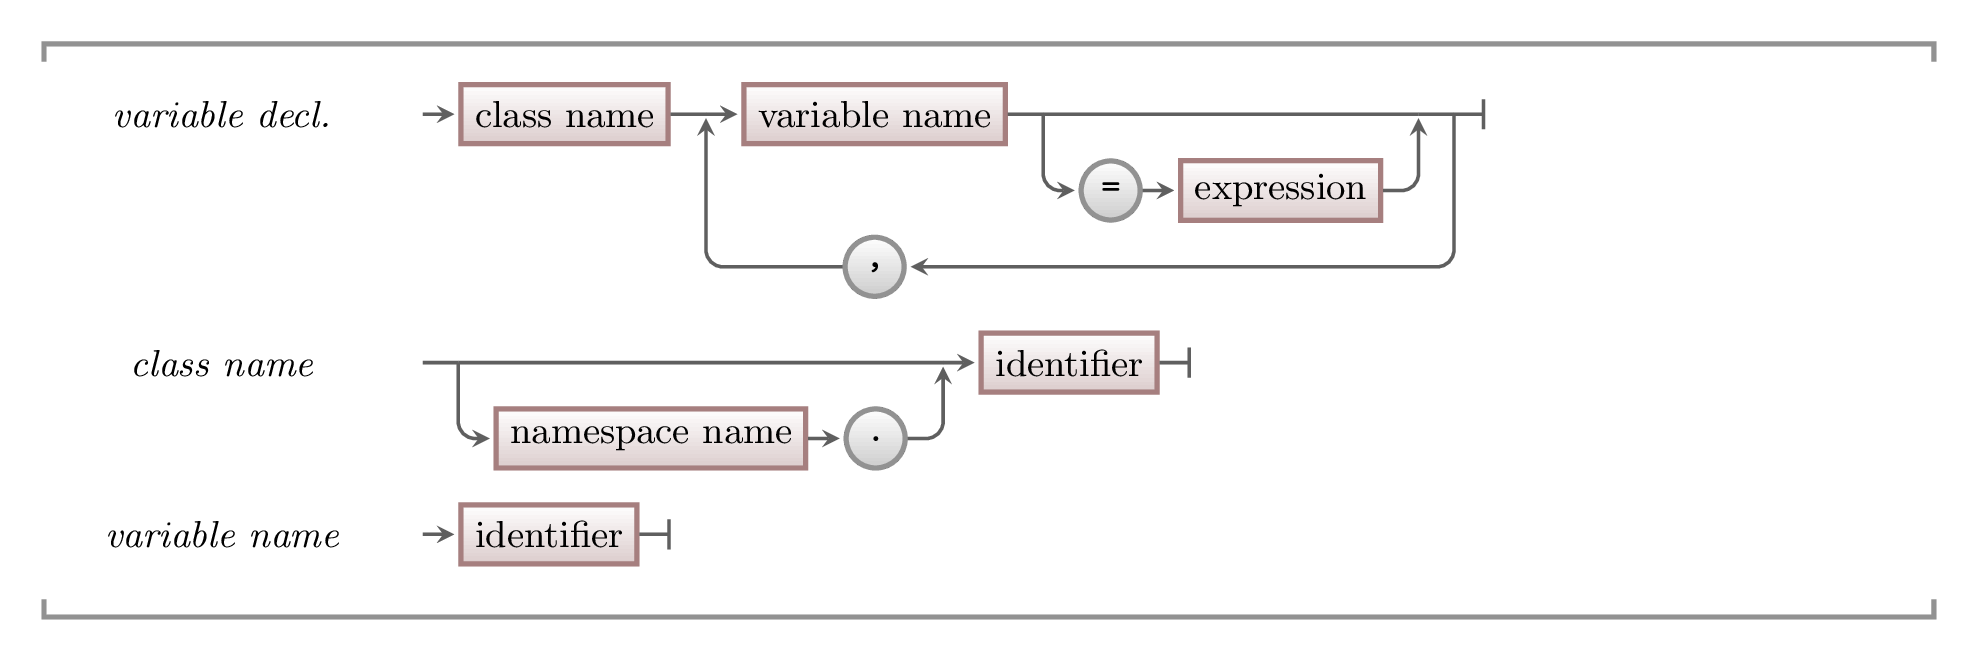 variable decl. class name variable name
= expression
,
class name identifier
namespace name .
variable name identifier